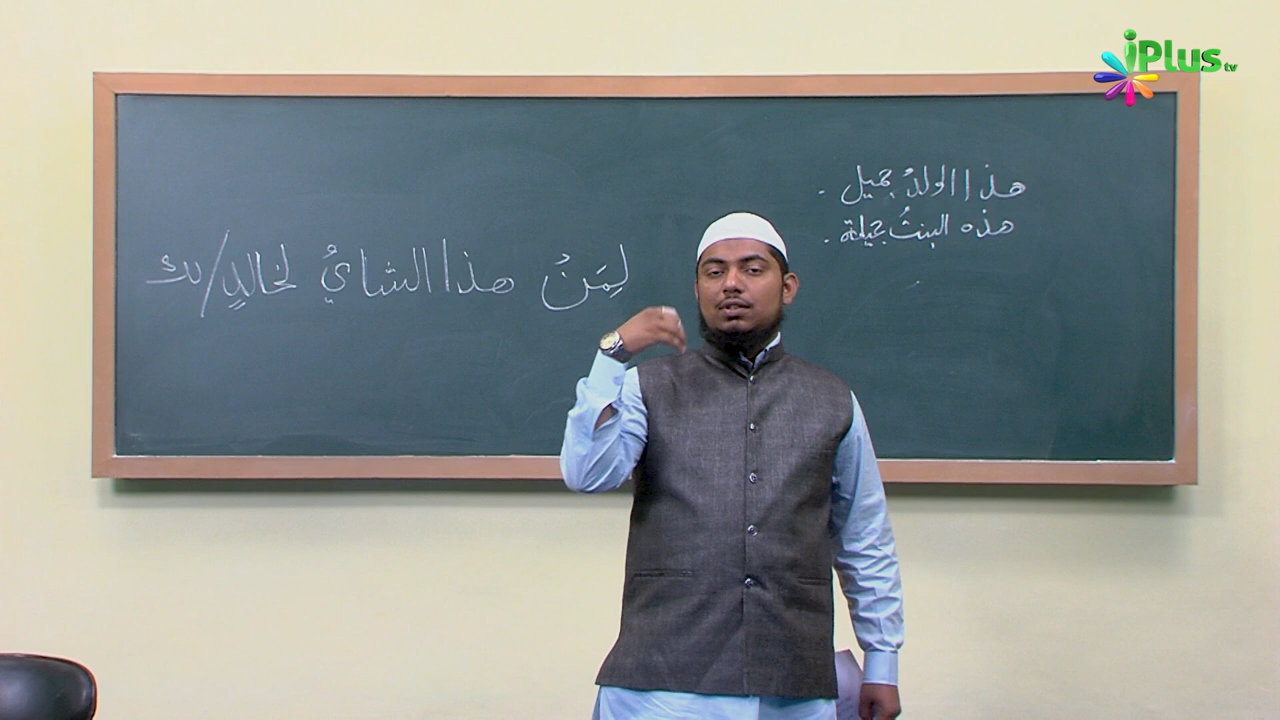 iPlus tv
هذا الولدُ جميل .
هذه البنتُ جميلة .
لِمَنْ هذا الشايُ لخالدٍ/لك